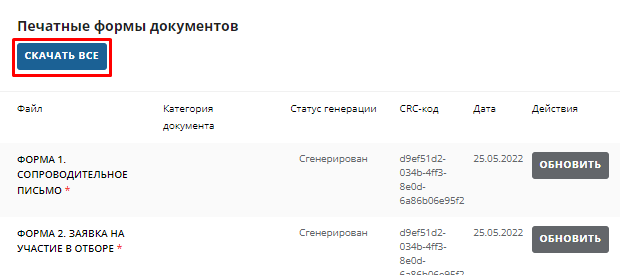 Печатные формы документов
СКАЧАТЬ ВСЕ
Файл Категория документа Статус генерации CRC-код Дата Действия
ФОРМА 1. СОПРОВОДИТЕЛЬНОЕ ПИСЬМО * Сгенерирован d9ef51d2-034b-4ff3-8e0d-6a86b06e95f2 25.05.2022 ОБНОВИТЬ
ФОРМА 2. ЗАЯВКА НА УЧАСТИЕ В ОТБОРЕ * Сгенерирован d9ef51d2-034b-4ff3-8e0d-6a86b06e95f2 25.05.2022 ОБНОВИТЬ